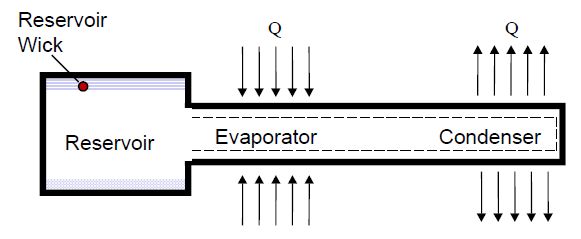 Reservoir
Wick
Q
Q
Reservoir
Evaporator
Condenser